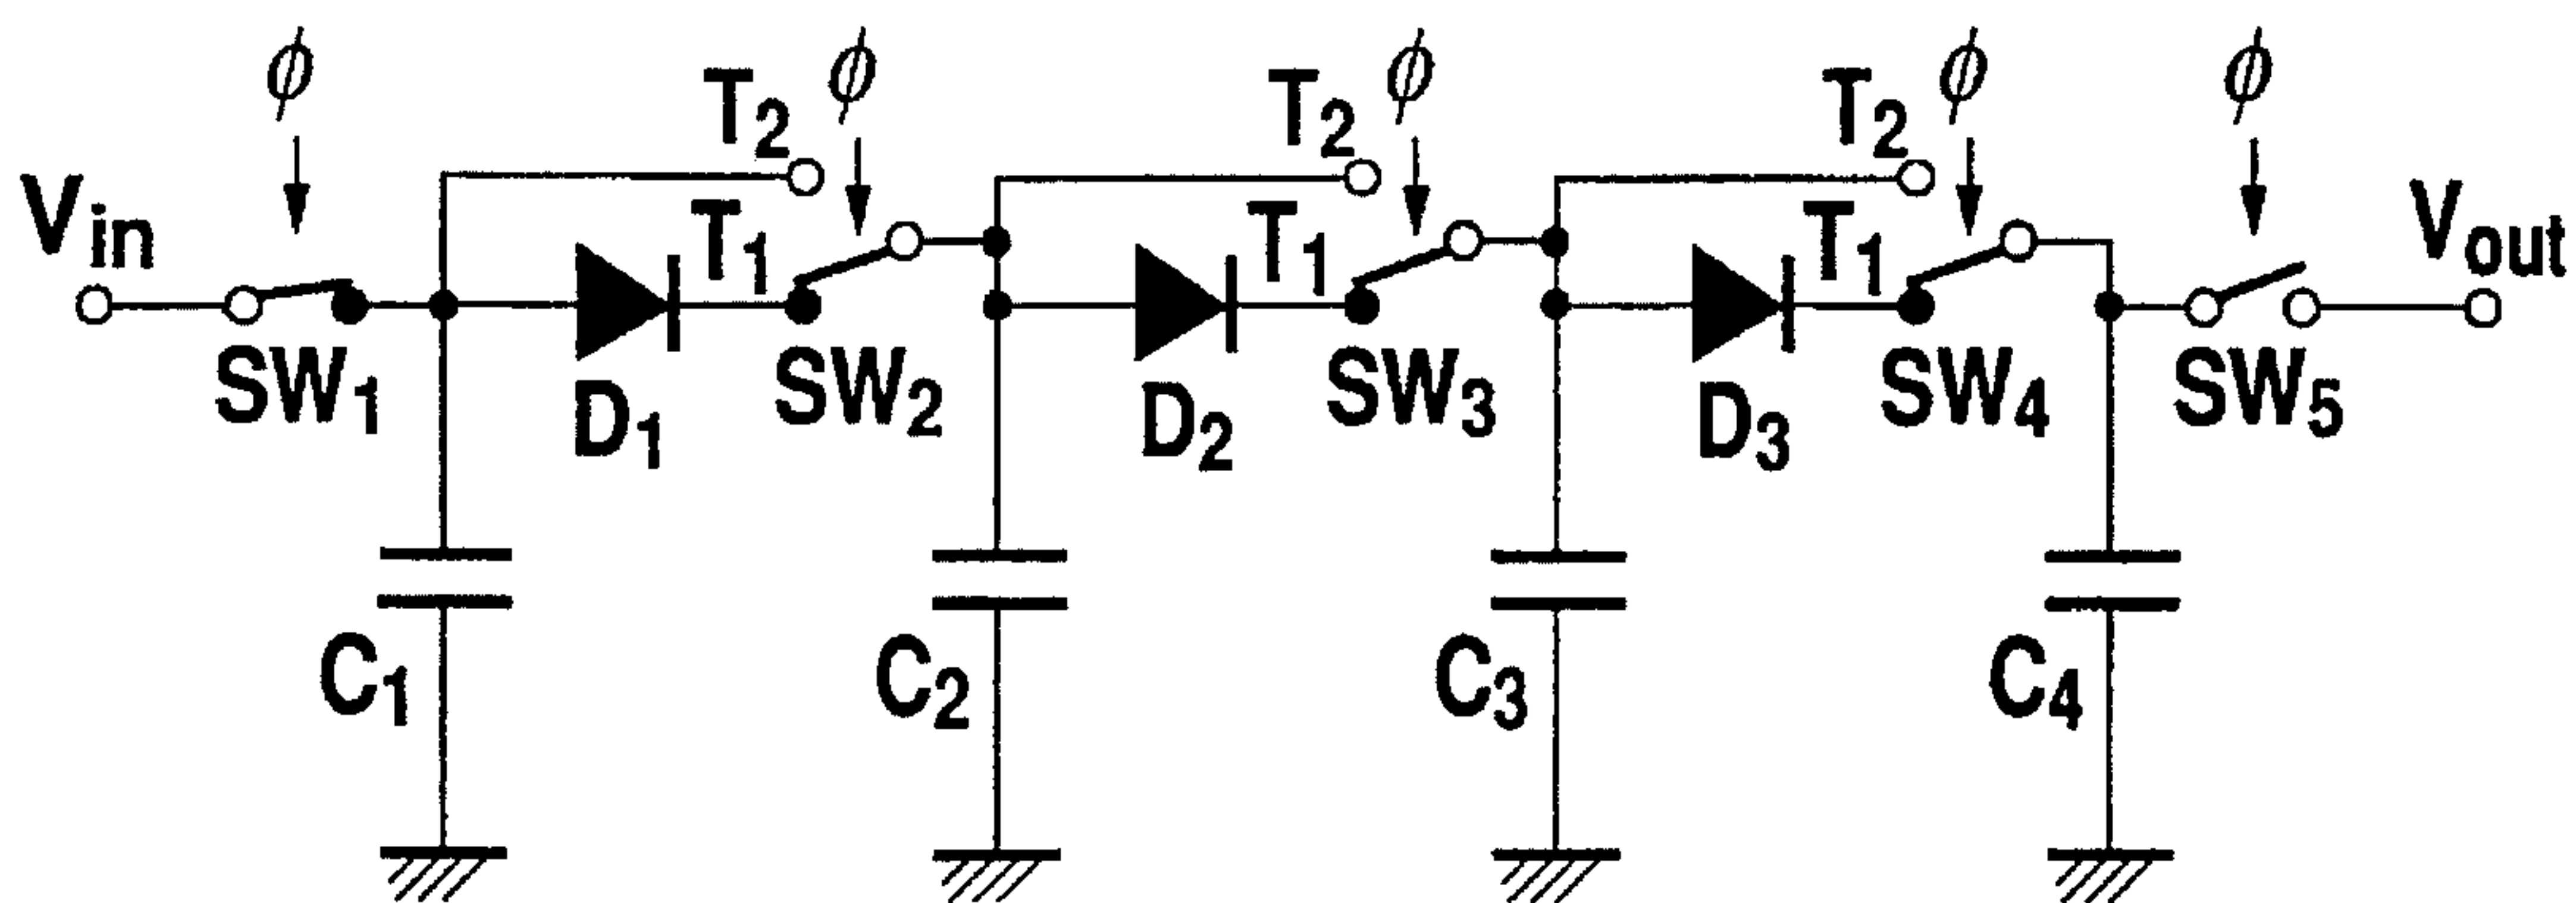 ϕ ϕ ϕ ϕ ϕ
T2 T2 T2
Vin T1 T1 T1 Vout
SW1 SW2 SW3 SW4 SW5
D1 D2 D3
C1 C2 C3 C4